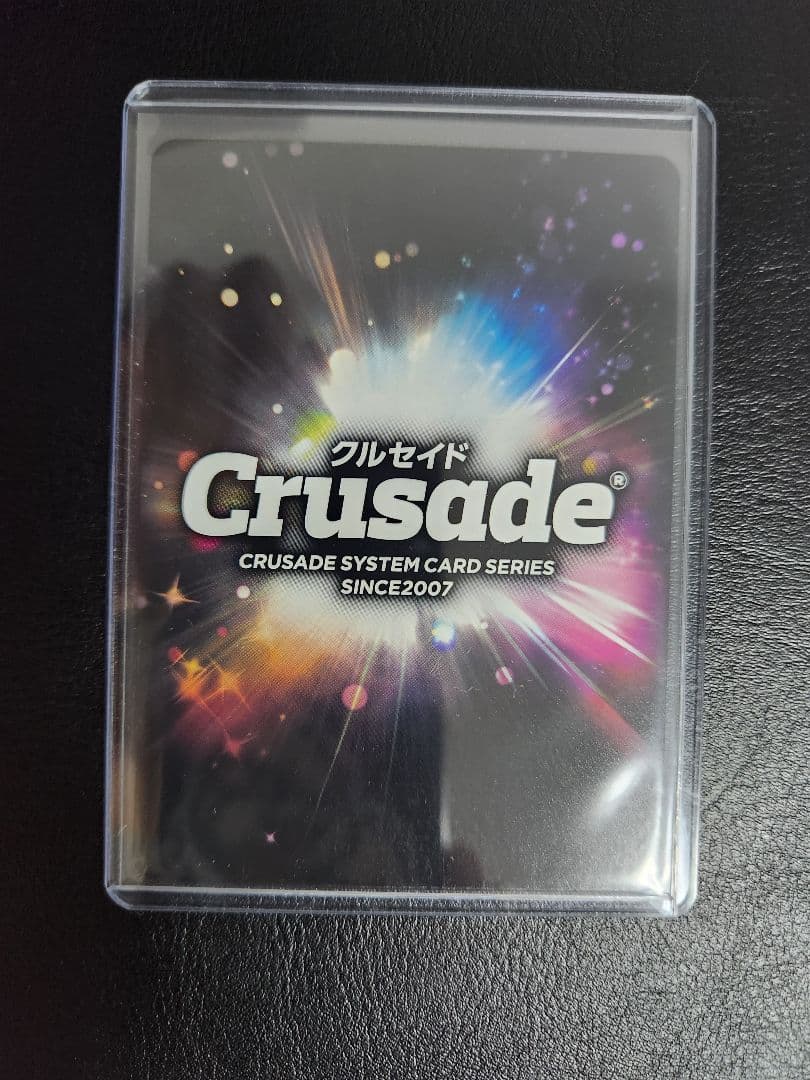 クルセイド
Crusade®
CRUSADE SYSTEM CARD SERIES
SINCE2007